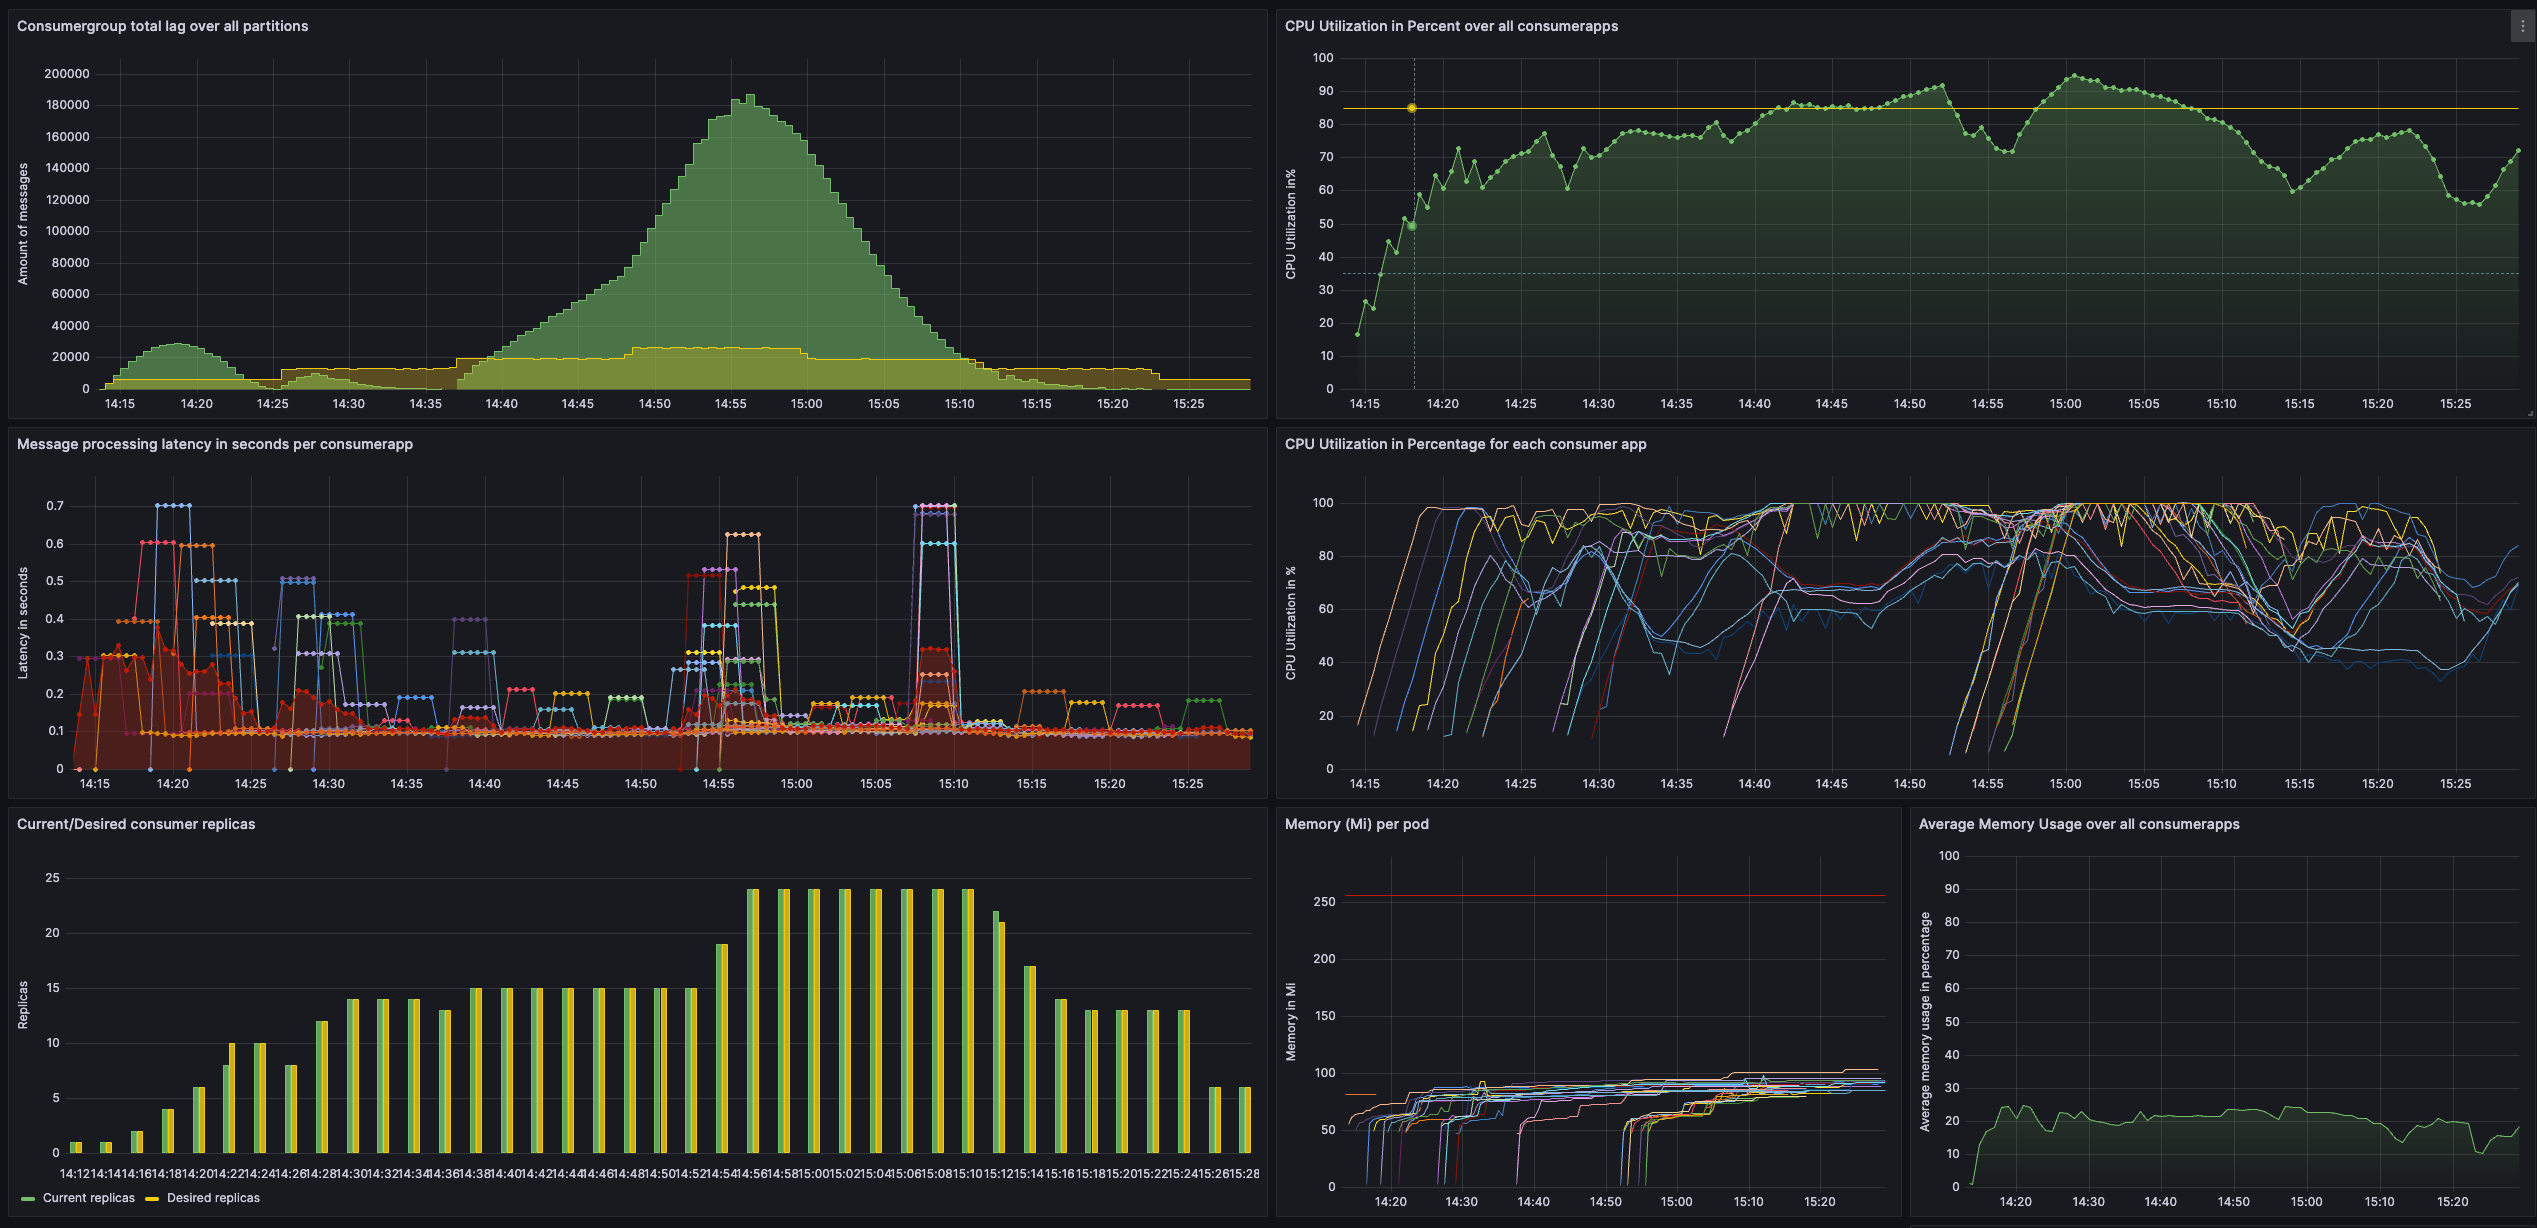 Consumergroup total lag over all partitions
Amount of messages
200000
180000
160000
140000
120000
100000
80000
60000
40000
20000
0
14:15 14:20 14:25 14:30 14:35 14:40 14:45 14:50 14:55 15:00 15:05 15:10 15:15 15:20 15:25
CPU Utilization in Percent over all consumerapps
CPU Utilization in%
100
90
80
70
60
50
40
30
20
10
0
14:15 14:20 14:25 14:30 14:35 14:40 14:45 14:50 14:55 15:00 15:05 15:10 15:15 15:20 15:25
Message processing latency in seconds per consumerapp
Latency in seconds
0.7
0.6
0.5
0.4
0.3
0.2
0.1
0
14:15 14:20 14:25 14:30 14:35 14:40 14:45 14:50 14:55 15:00 15:05 15:10 15:15 15:20 15:25
CPU Utilization in Percentage for each consumer app
CPU Utilization in %
100
80
60
40
20
0
14:15 14:20 14:25 14:30 14:35 14:40 14:45 14:50 14:55 15:00 15:05 15:10 15:15 15:20 15:25
Current/Desired consumer replicas
Replicas
25
20
15
10
5
0
14:12 14:14 14:16 14:18 14:20 14:22 14:24 14:26 14:28 14:30 14:32 14:34 14:36 14:38 14:40 14:42 14:44 14:46 14:48 14:50 14:52 14:54 14:56 14:58 15:00 15:02 15:04 15:06 15:08 15:10 15:12 15:14 15:16 15:18 15:20 15:22 15:24 15:26 15:28
Current replicas Desired replicas
Memory (Mi) per pod
Memory in Mi
250
200
150
100
50
0
14:20 14:30 14:40 14:50 15:00 15:10 15:20
Average Memory Usage over all consumerapps
Average memory usage in percentage
100
90
80
70
60
50
40
30
20
10
0
14:20 14:30 14:40 14:50 15:00 15:10 15:20